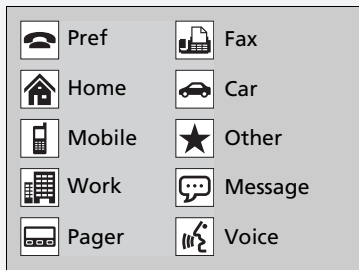 Pref
Fax
Home
Car
Mobile
Other
Work
Message
Pager
Voice